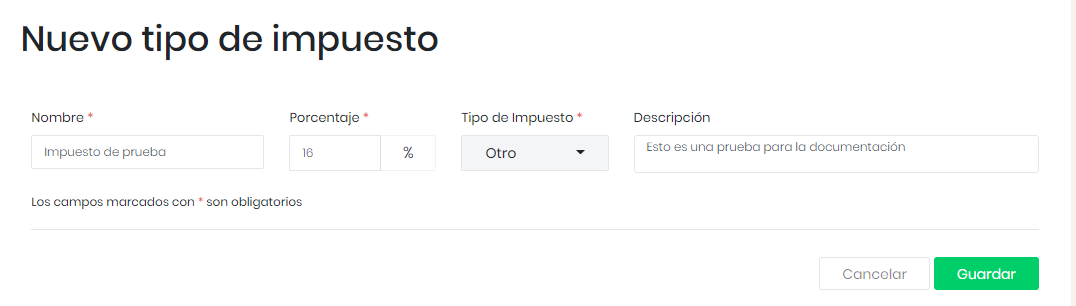 Nuevo tipo de impuesto
Nombre * Porcentaje * Tipo de Impuesto * Descripción
Impuesto de prueba 16 % Otro Esto es una prueba para la documentación
Los campos marcados con * son obligatorios
Cancelar Guardar